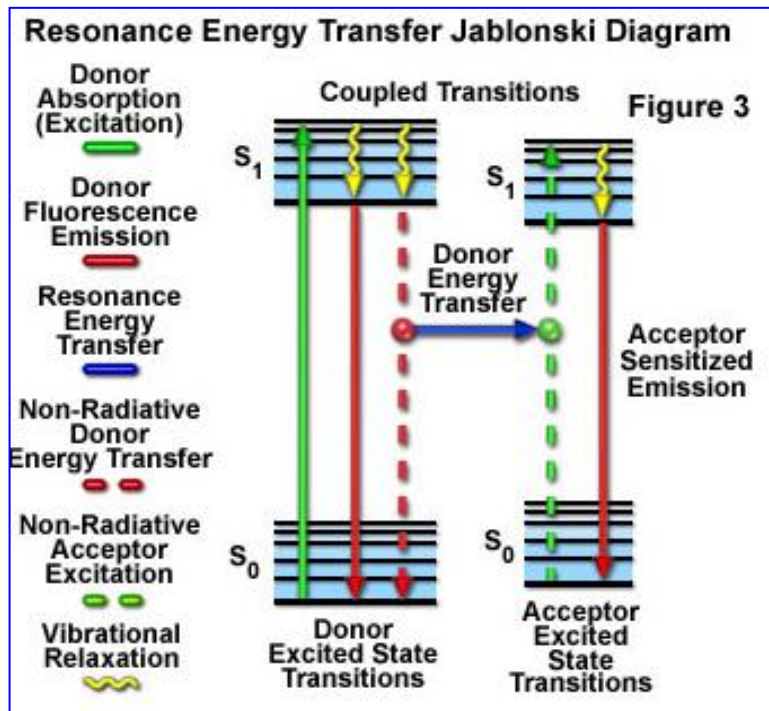 Resonance Energy Transfer Jablonski Diagram
Donor
Absorption
(Excitation)
Donor
Fluorescence
Emission
Resonance
Energy
Transfer
Non-Radiative
Donor
Energy Transfer
Non-Radiative
Acceptor
Excitation
Vibrational
Relaxation
Coupled Transitions
Figure 3
S1
S1
Donor
Energy
Transfer
Acceptor
Sensitized
Emission
S0
S0
Donor
Excited State
Transitions
Acceptor
Excited
State
Transitions